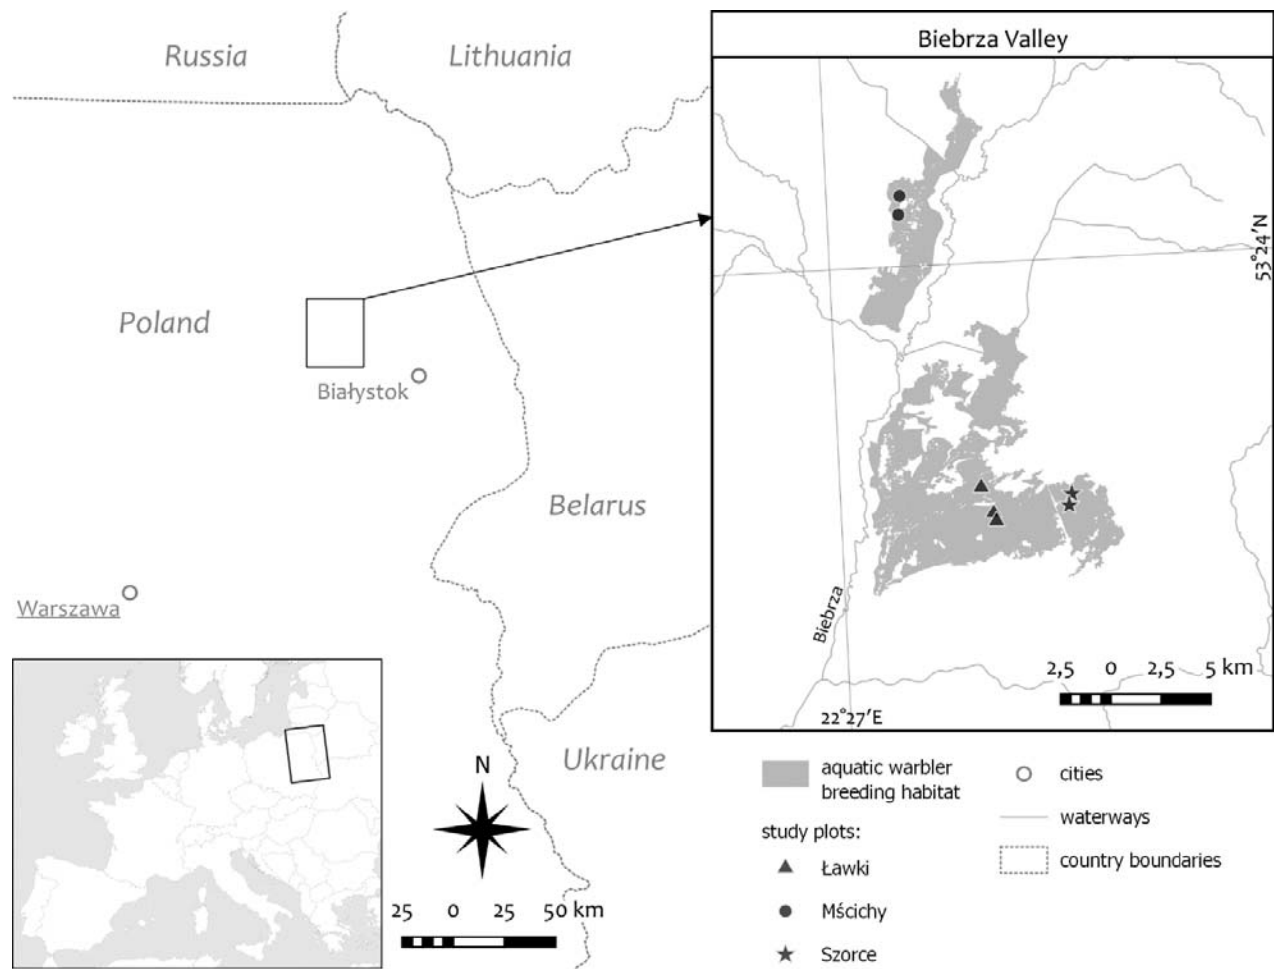 Russia
Lithuania
Poland
Białystok
Belarus
Warszawa
Ukraine
N
25 0 25 50 km
Biebrza Valley
53°24'N
Biebrza
2,5 0 2,5 5 km
22°27'E
aquatic warbler
breeding habitat
study plots:
Ławki
Mścichy
Szorce
cities
waterways
country boundaries